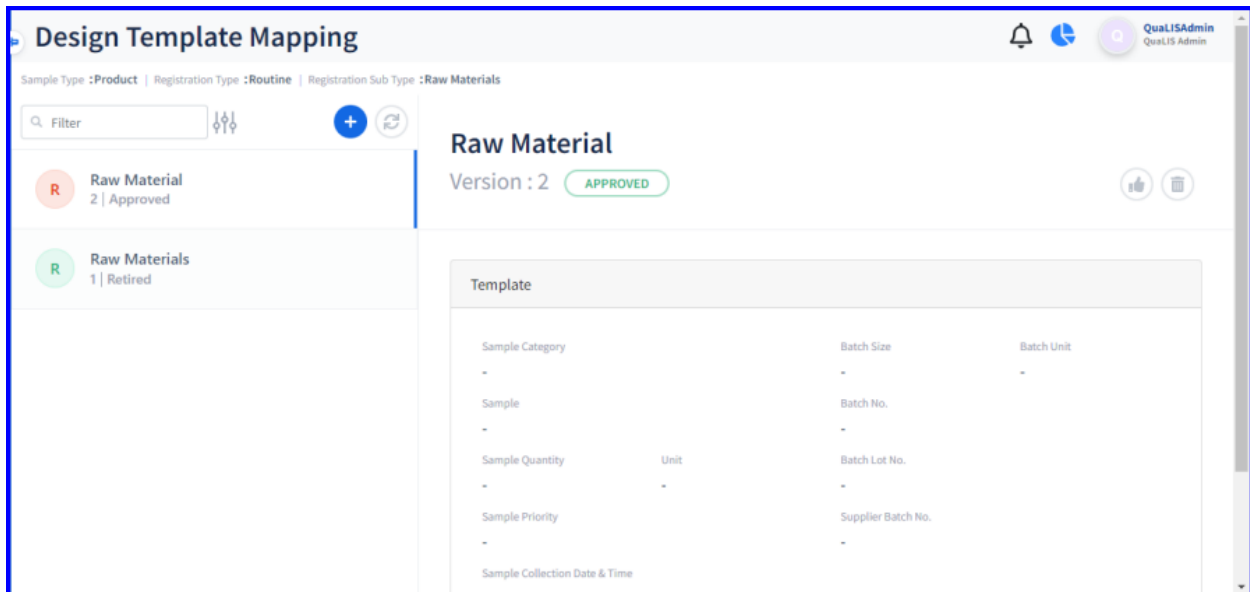 Design Template Mapping
Q
QuaLISAdmin
QuaLIS Admin
Sample Type :Product | Registration Type :Routine | Registration Sub Type :Raw Materials
Filter
R
Raw Material
2 | Approved
R
Raw Materials
1 | Retired
Raw Material
Version : 2 APPROVED
Template
Sample Category Batch Size Batch Unit
- - -
Sample Batch No.
- -
Sample Quantity Unit Batch Lot No.
- - -
Sample Priority Supplier Batch No.
- -
Sample Collection Date & Time